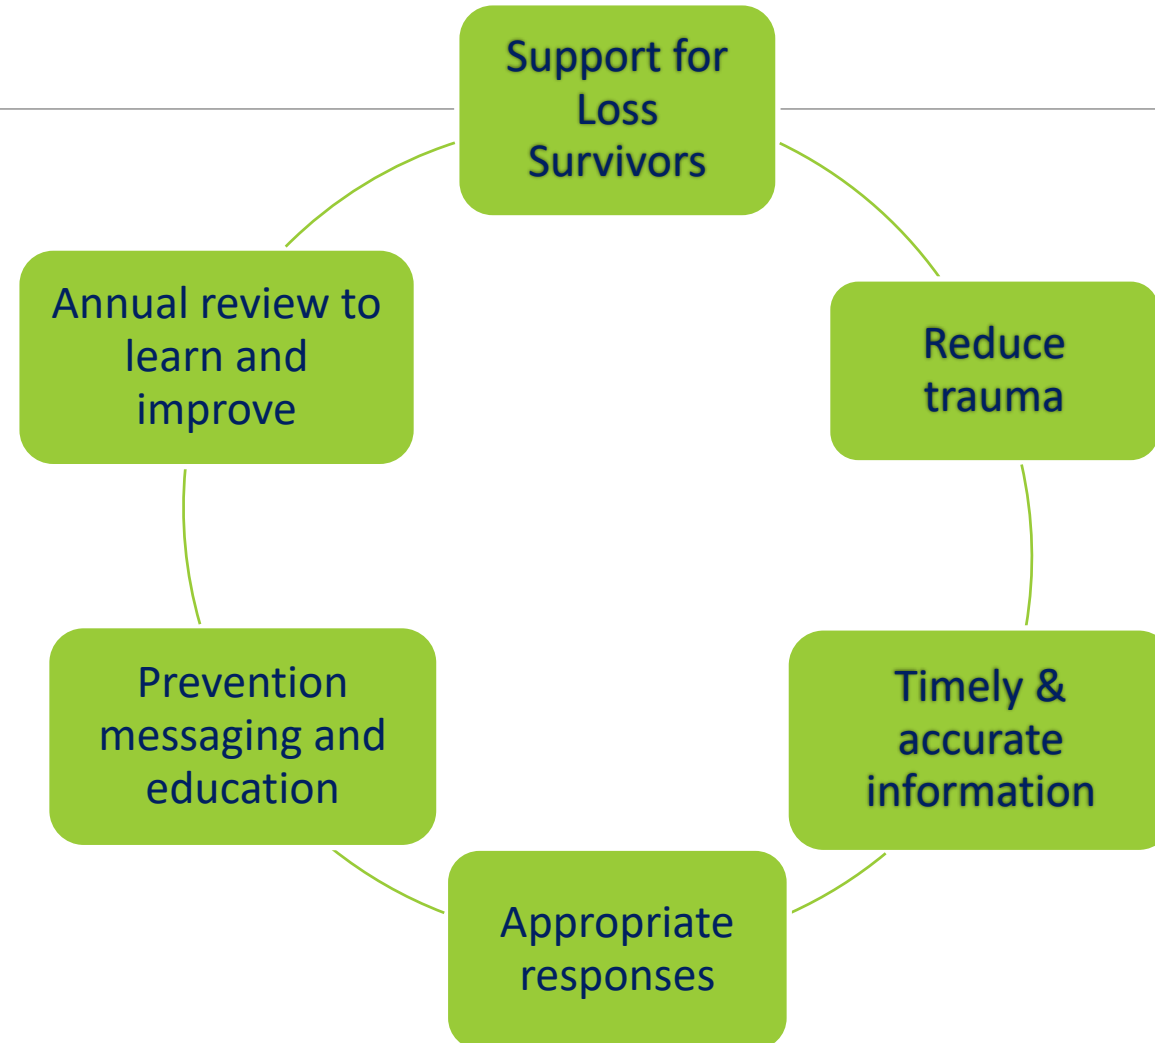 Support for
Loss
Survivors
Reduce
trauma
Timely &
accurate
information
Appropriate
responses
Prevention
messaging and
education
Annual review to
learn and
improve